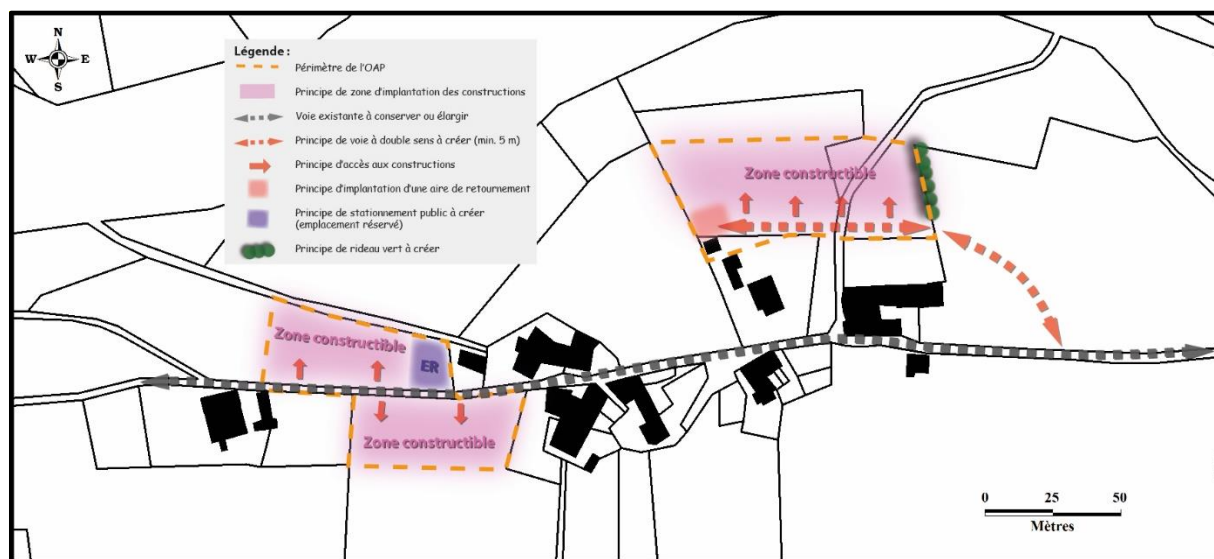 N
W E
S
Légende :
Périmètre de l'OAP
Principe de zone d'implantation des constructions
Voie existante à conserver ou élargir
Principe de voie à double sens à créer (min. 5 m)
Principe d'accès aux constructions
Principe d'implantation d'une aire de retournement
Principe de stationnement public à créer
(emplacement réservé)
Principe de rideau vert à créer
Zone constructible
Zone constructible
ER
Zone constructible
0 25 50
Mètres